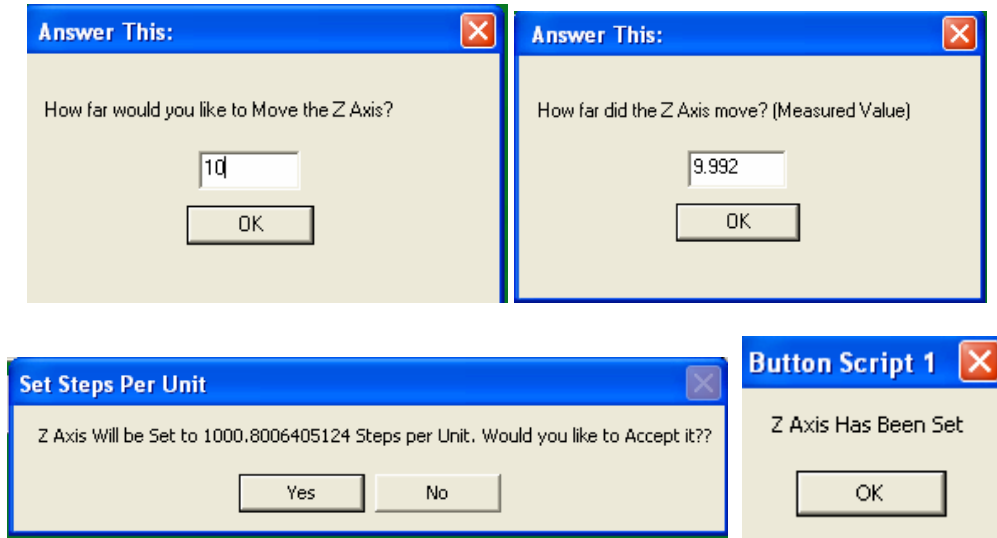 Answer This:
How far would you like to Move the Z Axis?
10
OK
Answer This:
How far did the Z Axis move? (Measured Value)
9.992
OK
Set Steps Per Unit
Z Axis Will be Set to 1000.8006405124 Steps per Unit. Would you like to Accept it??
Yes No
Button Script 1
Z Axis Has Been Set
OK